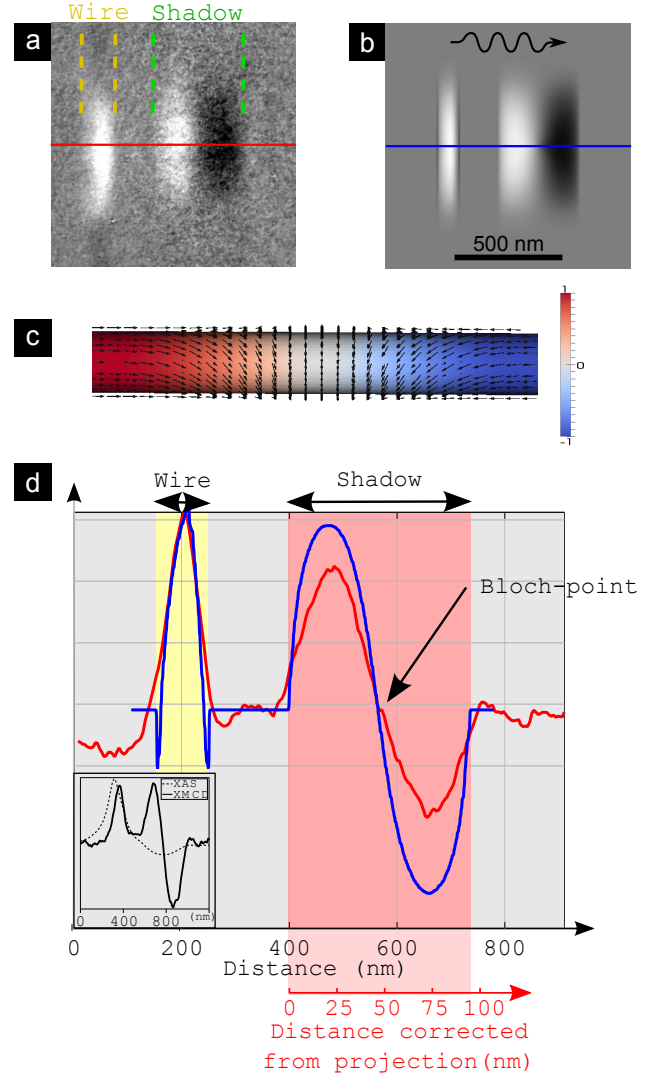 Wire Shadow
a
b
500 nm
c
1
0
-1
d
Wire
Shadow
Bloch-point
XAS
XMCD
0 400 800 (nm)
0 200 400 600 800
Distance (nm)
0 25 50 75 100
Distance corrected
from projection(nm)